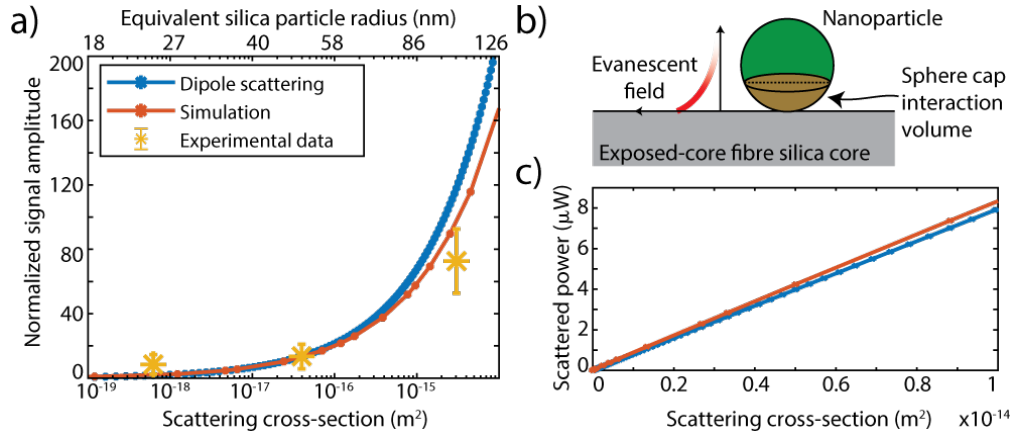 a)
Equivalent silica particle radius (nm)
18 27 40 58 86 126
200
160
120
80
40
0
Normalized signal amplitude
Dipole scattering
Simulation
Experimental data
10-19 10-18 10-17 10-16 10-15
Scattering cross-section (m2)
b)
Nanoparticle
Evanescent
field
Sphere cap
interaction
volume
Exposed-core fibre silica core
c)
8
6
4
2
0
Scattered power (μW)
0 0.2 0.4 0.6 0.8 1
Scattering cross-section (m2) x10-14